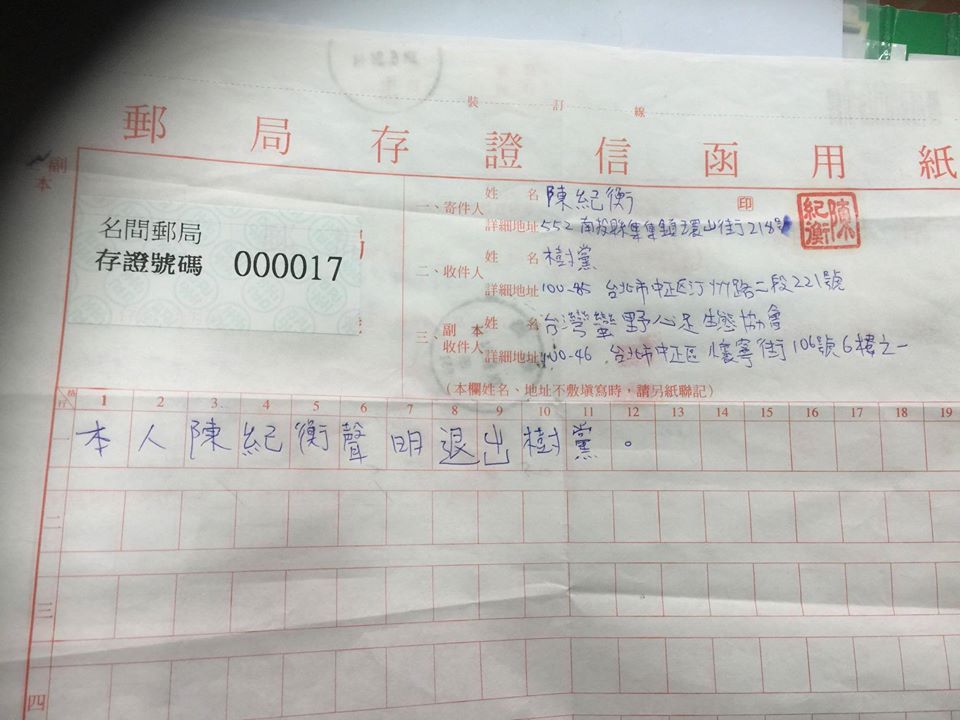 裝 訂 線
郵局存證信函用紙
副本
名間郵局
存證號碼 000017
一、寄件人 姓名 陳紀衡 印
陳紀衡
詳細地址 552 南投縣集集鎮環山街218號
二、收件人 姓名 樹黨
詳細地址 100-85 台北市中正區汀州路二段221號
三、副本收件人 姓名 台灣蠻野心足生態協會
詳細地址 100-46 台北市中正區懷寧街106號6樓之一
(本欄姓名、地址不敷填寫時,請另紙聯記)
格 行 1 2 3 4 5 6 7 8 9 10 11 12 13 14 15 16 17 18 19
一 本人陳紀衡聲明退出樹黨。
二
三
四